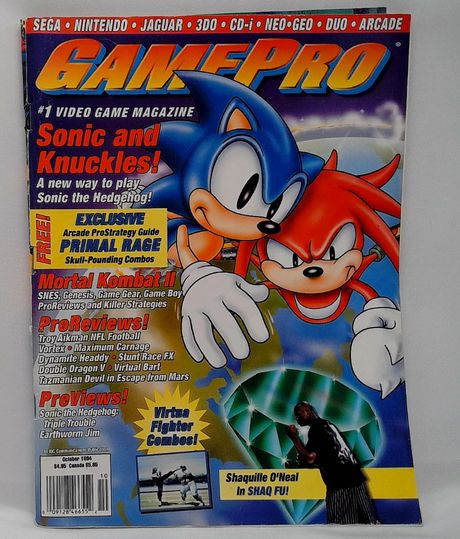 SEGA • NINTENDO • JAGUAR • 3DO • CD-i • NEO•GEO • DUO • ARCADE
GAMEPRO
#1 VIDEO GAME MAGAZINE
Sonic and
Knuckles!
A new way to play
Sonic the Hedgehog!
FREE!
EXCLUSIVE
Arcade ProStrategy Guide
PRIMAL RAGE
Skull-Pounding Combos
Mortal Kombat II
SNES, Genesis, Game Gear, Game Boy
ProReviews and Killer Strategies
ProReviews!
Troy Aikman NFL Football
Vortex • Maximum Carnage
Dynamite Headdy • Stunt Race FX
Double Dragon V • Virtual Bart
Tazmanian Devil in Escape from Mars
PreViews!
Sonic the Hedgehog:
Triple Trouble
Earthworm Jim
Virtua
Fighter
Combos!
October 1994
$4.95 Canada $5.95
10
Shaquille O'Neal
In SHAQ FU!